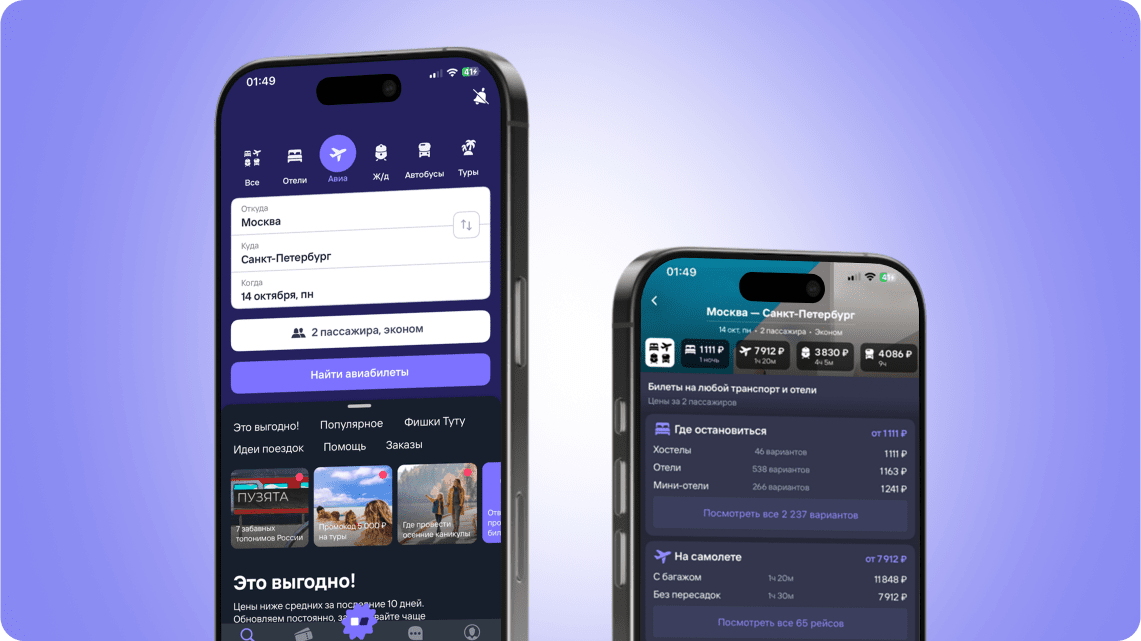 01:49
41
Все
Отели
Авиа
Ж/д
Автобусы
Туры
Откуда
Москва
Куда
Санкт-Петербург
Когда
14 октября, пн
2 пассажира, эконом
Найти авиабилеты
Это выгодно!
Популярное
Фишки Туту
Идеи поездок
Помощь
Заказы
ПУЗЯТА
7 забавных
топонимов России
Промокод 5 000 ₽
на туры
Где провести
осенние каникулы
Это выгодно!
Цены ниже средних за последние 10 дней.
Обновляем постоянно,
чаще
01:49
41
Москва — Санкт-Петербург
14 окт. пн • 2 пассажира • Эконом
1111 ₽
1 ночь
7912 ₽
1ч 20м
3830 ₽
4ч 5м
4086 ₽
9ч
Билеты на любой транспорт и отели
Цены за 2 пассажиров
Где остановиться
от 1111 ₽
Хостелы
46 вариантов
1111 ₽
Отели
538 вариантов
1163 ₽
Мини-отели
266 вариантов
1241 ₽
Посмотреть все 2 237 вариантов
На самолете
от 7912 ₽
С багажом
1ч 20м
11848 ₽
Без пересадок
1ч 30м
7912 ₽
Посмотреть все 65 рейсов